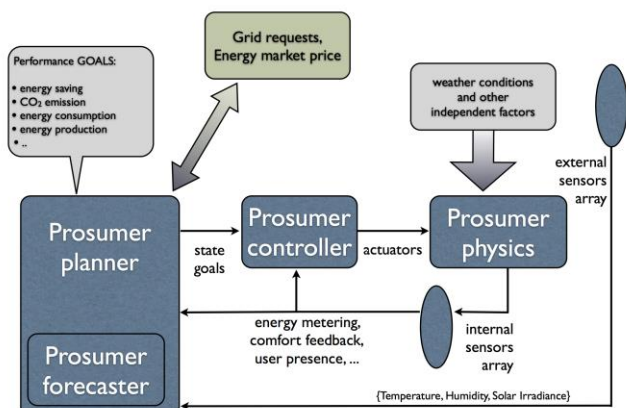 Performance GOALS:
• energy saving
• CO₂ emission
• energy consumption
• energy production
• ..
Grid requests,
Energy market price
weather conditions
and other
independent factors
external
sensors
array
Prosumer
planner
state
goals
Prosumer
controller
actuators
Prosumer
physics
energy metering,
comfort feedback,
user presence, ...
internal
sensors
array
Prosumer
forecaster
{Temperature, Humidity, Solar Irradiance}